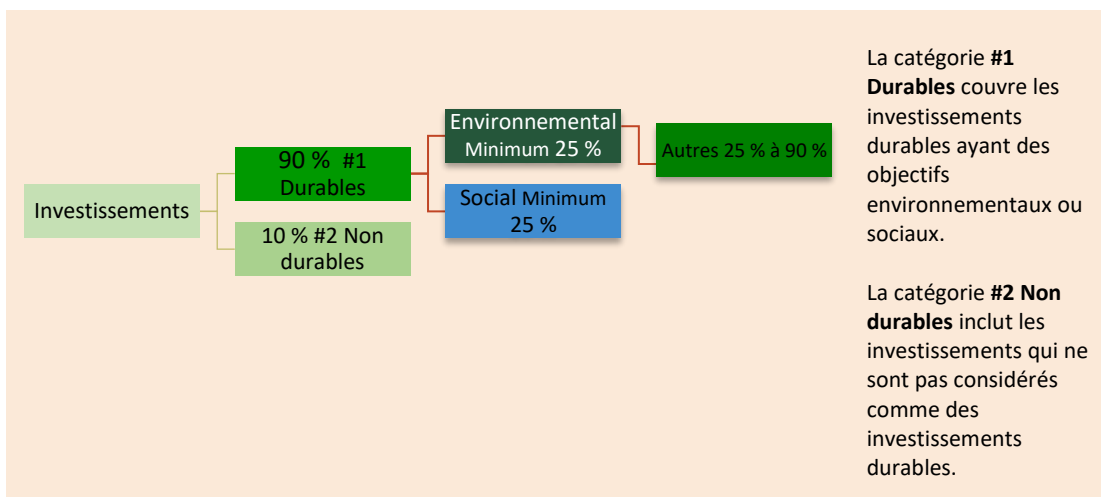 Investissements
90 % #1
Durables
10 % #2 Non
durables
Environnemental
Minimum 25 %
Social Minimum
25 %
Autres 25 % à 90 %
La catégorie #1
Durables couvre les
investissements
durables ayant des
objectifs
environnementaux ou
sociaux.
La catégorie #2 Non
durables inclut les
investissements qui ne
sont pas considérés
comme des
investissements
durables.